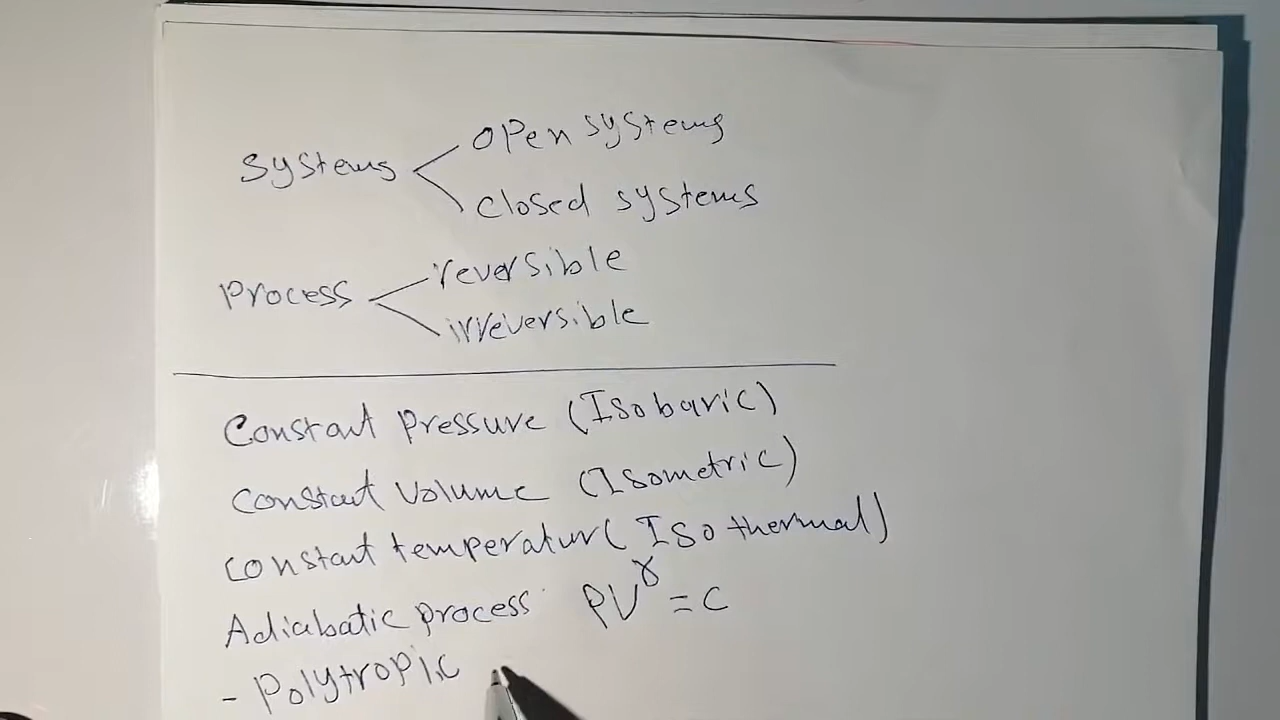 Systems
open systems
closed systems
Process
reversible
irreversible
Constant Pressure (Isobaric)
Constant Volume (Isometric)
constant temperatur (Isothermal)
Adiabatic process PV^γ = C
- Polytropic